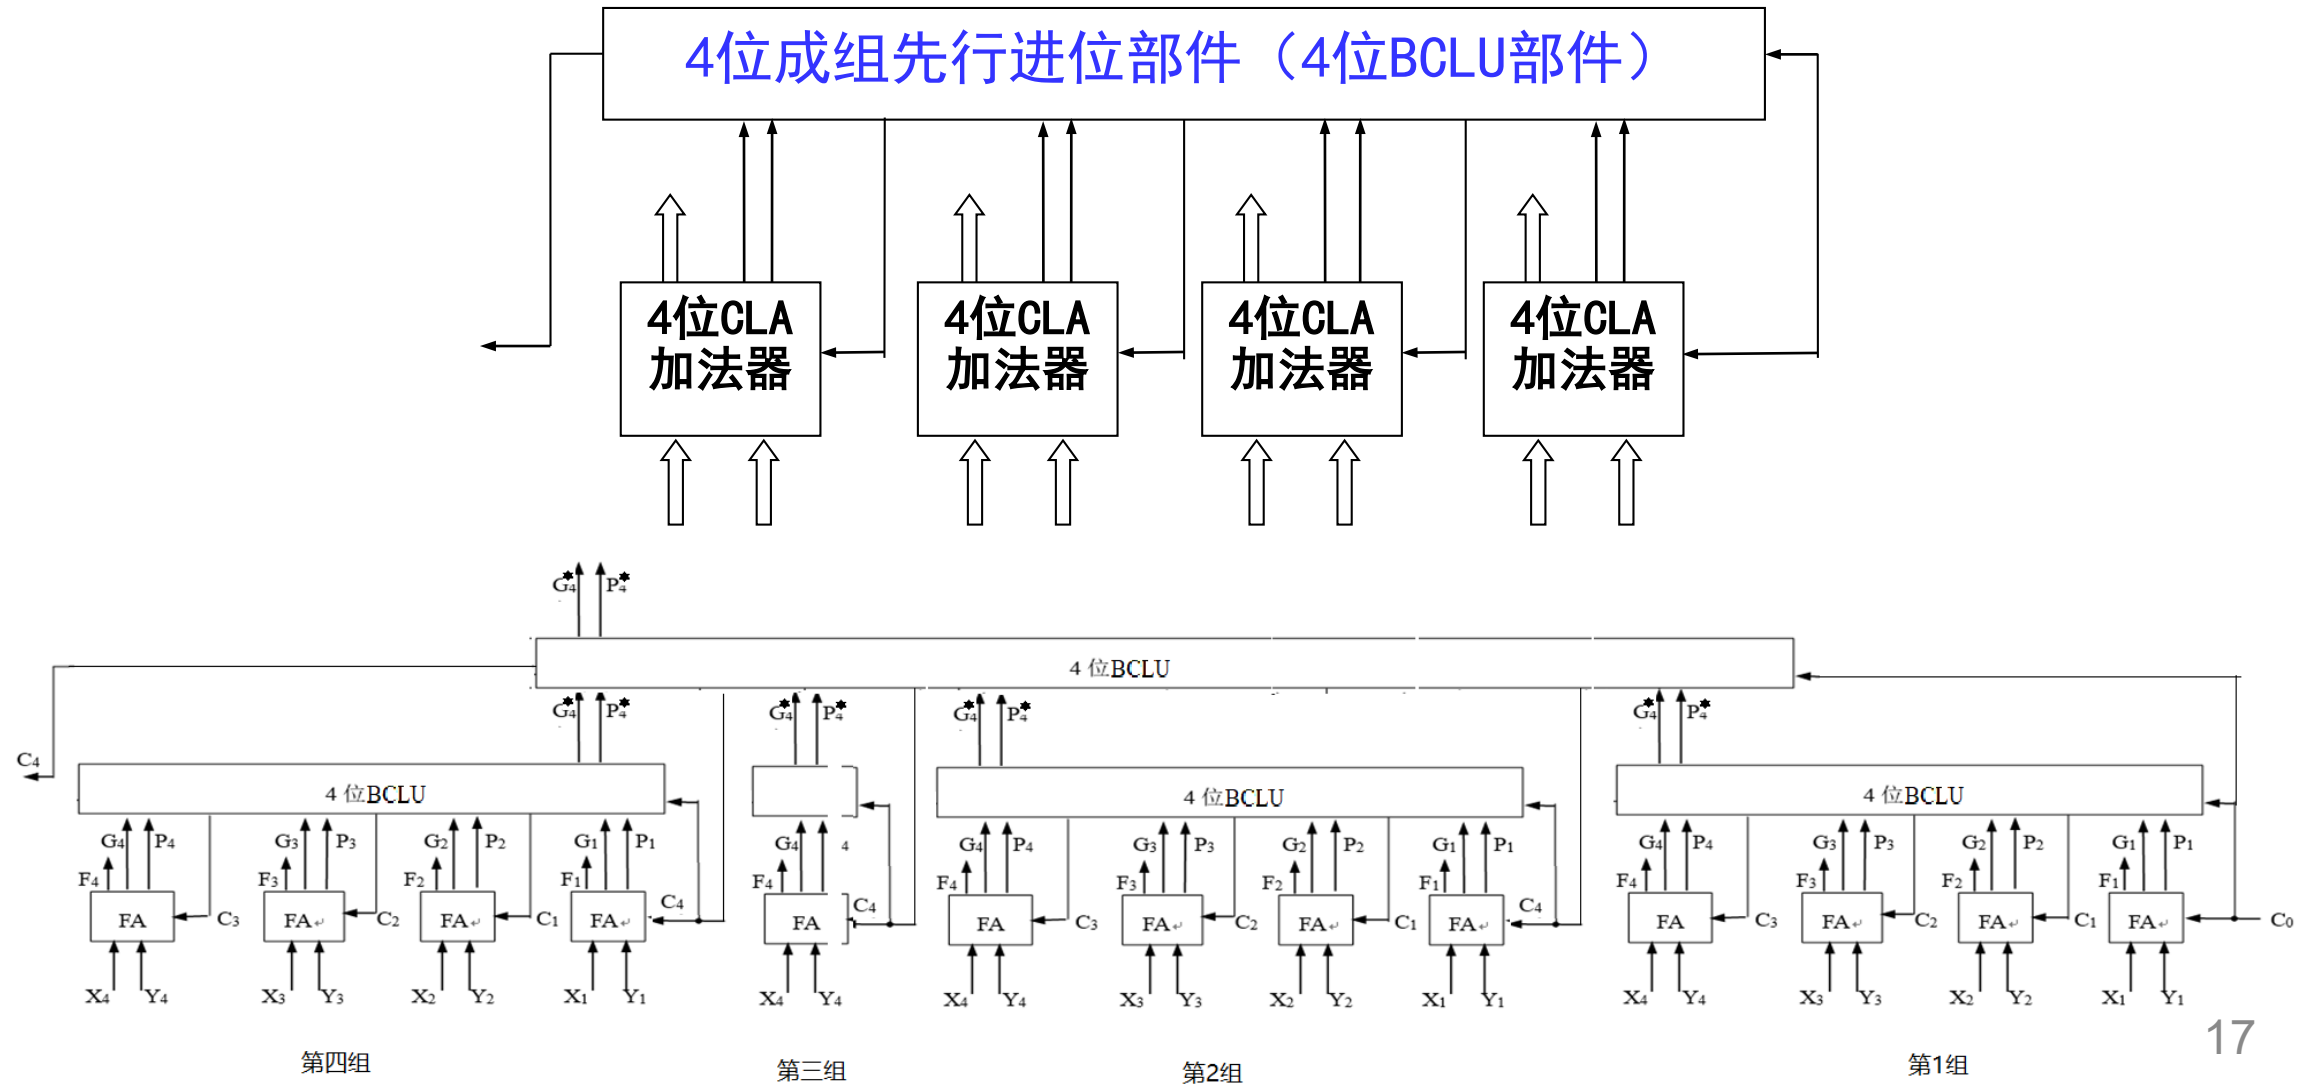 4位成组先行进位部件（4位BCLU部件）
4位CLA 4位CLA 4位CLA 4位CLA
加法器 加法器 加法器 加法器
G4* P4*
4 位BCLU
G4* P4* G4* P4* G4* P4* G4* P4*
C4
4 位BCLU 4 位BCLU 4 位BCLU
G4 P4 G3 P3 G2 P2 G1 P1 G4 4 G4 P4 G3 P3 G2 P2 G1 P1 G4 P4 G3 P3 G2 P2 G1 P1
F4 F3 F2 F1 F4 F4 F3 F2 F1 F4 F3 F2 F1
FA C3 FA C2 FA C1 FA C4 FA C4 FA C3 FA C2 FA C1 FA C4 FA C3 FA C2 FA C1 FA C0
X4 Y4 X3 Y3 X2 Y2 X1 Y1 X4 Y4 X4 Y4 X3 Y3 X2 Y2 X1 Y1 X4 Y4 X3 Y3 X2 Y2 X1 Y1
17
第四组 第三组 第2组 第1组